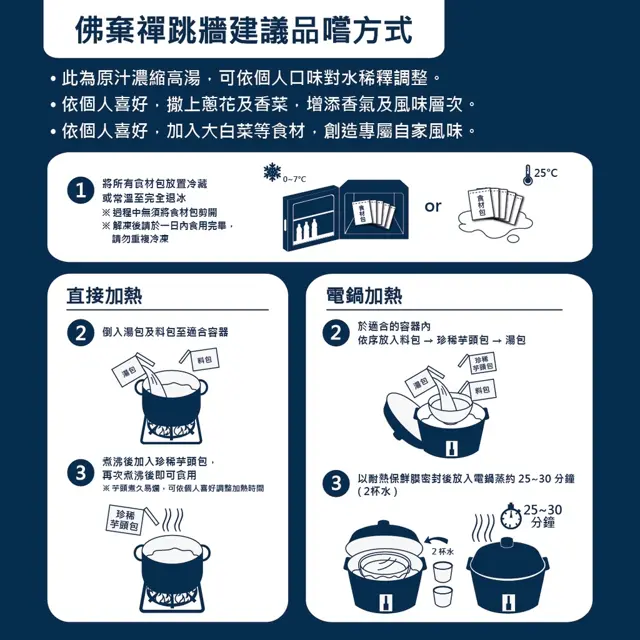 佛棄禪跳牆建議品嚐方式
• 此為原汁濃縮高湯，可依個人口味對水稀釋調整。
• 依個人喜好，撒上蔥花及香菜，增添香氣及風味層次。
• 依個人喜好，加入大白菜等食材，創造專屬自家風味。
1
將所有食材包放置冷藏
或常溫至完全退冰
※ 過程中無須將食材包剪開
※ 解凍後請於一日內食用完畢，
請勿重複冷凍
0~7°C
食材包
or
25°C
食材包
直接加熱
2
倒入湯包及料包至適合容器
湯包
料包
3
煮沸後加入珍稀芋頭包，
再次煮沸後即可食用
※ 芋頭煮久易爛，可依個人喜好調整加熱時間
珍稀
芋頭包
電鍋加熱
2
於適合的容器內
依序放入料包 → 珍稀芋頭包 → 湯包
湯包
珍稀
芋頭包
料包
3
以耐熱保鮮膜密封後放入電鍋蒸約 25~30 分鐘
( 2杯水 )
2 杯水
25~30
分鐘